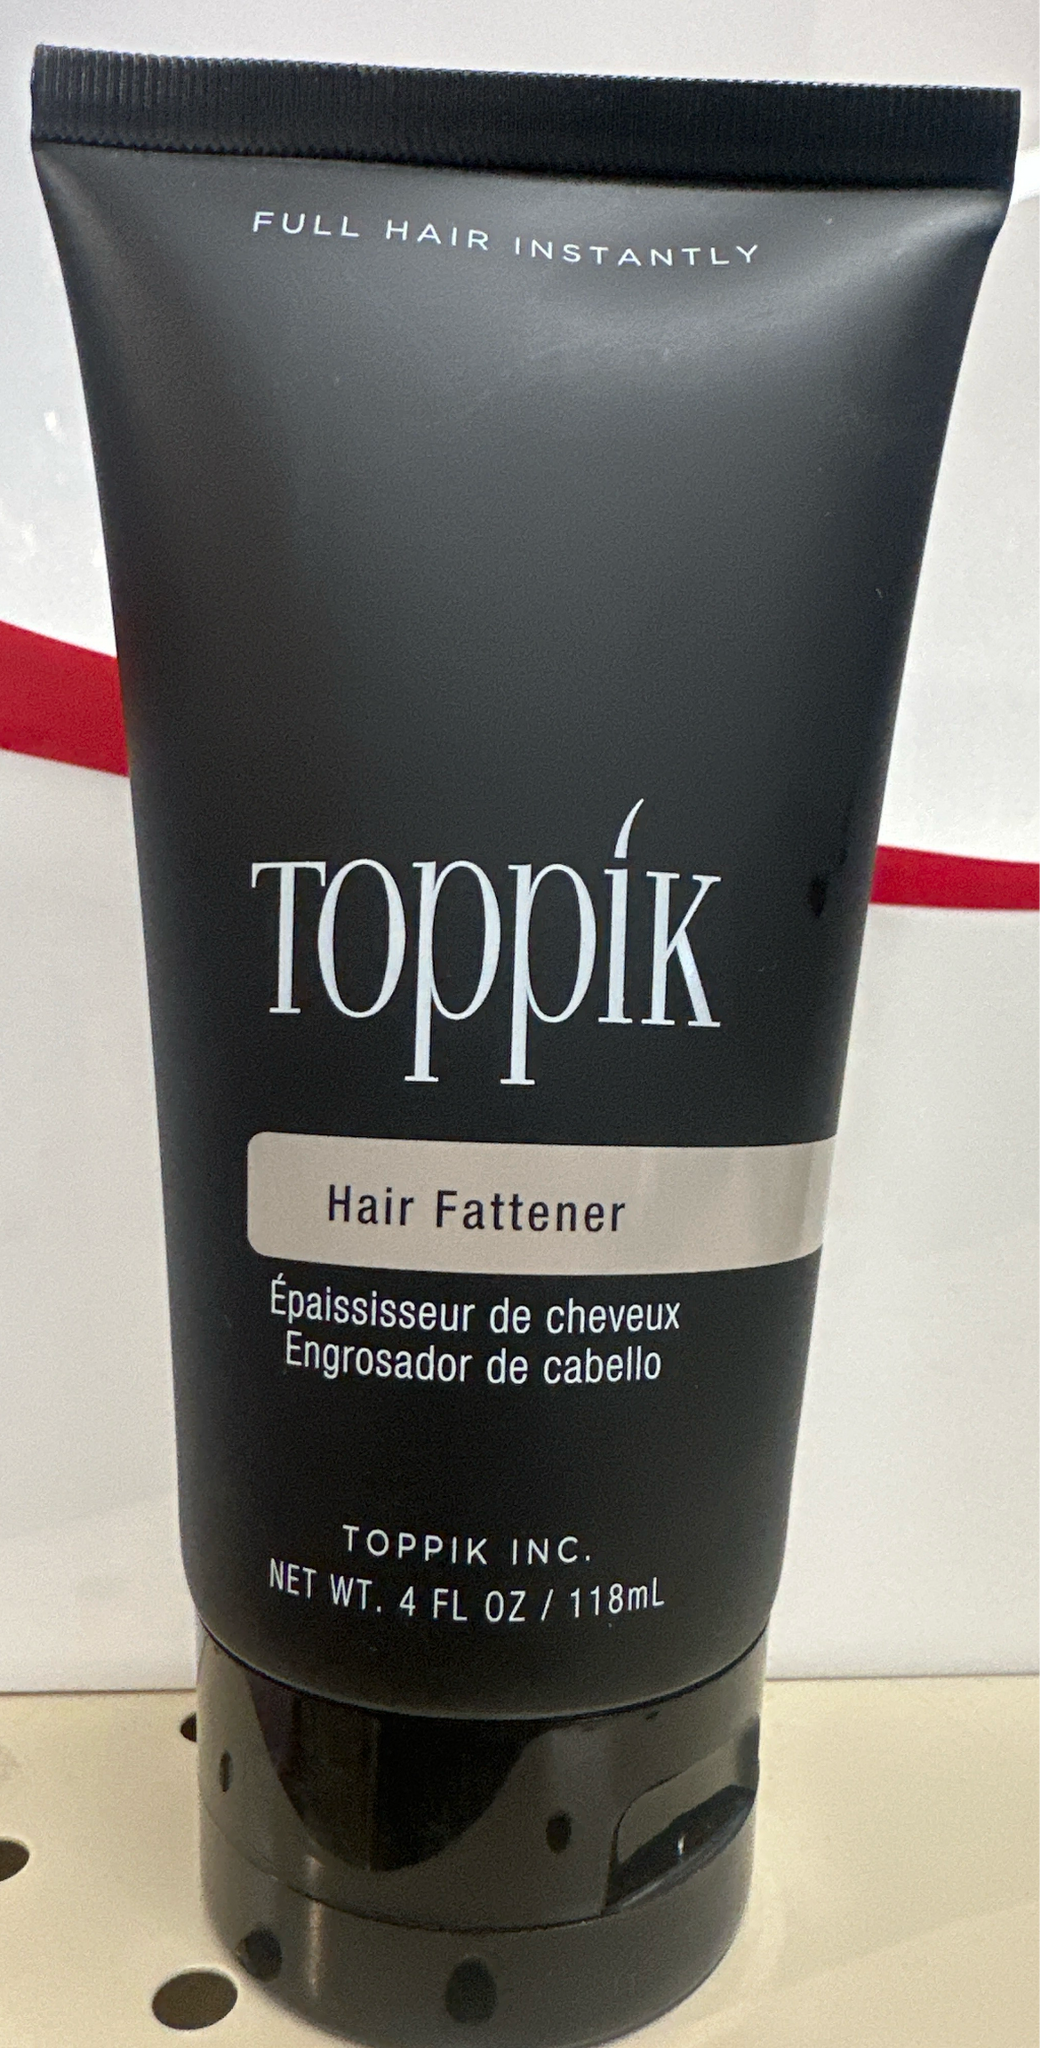 FULL HAIR INSTANTLY
Toppik
Hair Fattener
Épaississeur de cheveux
Engrosador de cabello
TOPPIK INC.
NET WT. 4 FL OZ / 118mL